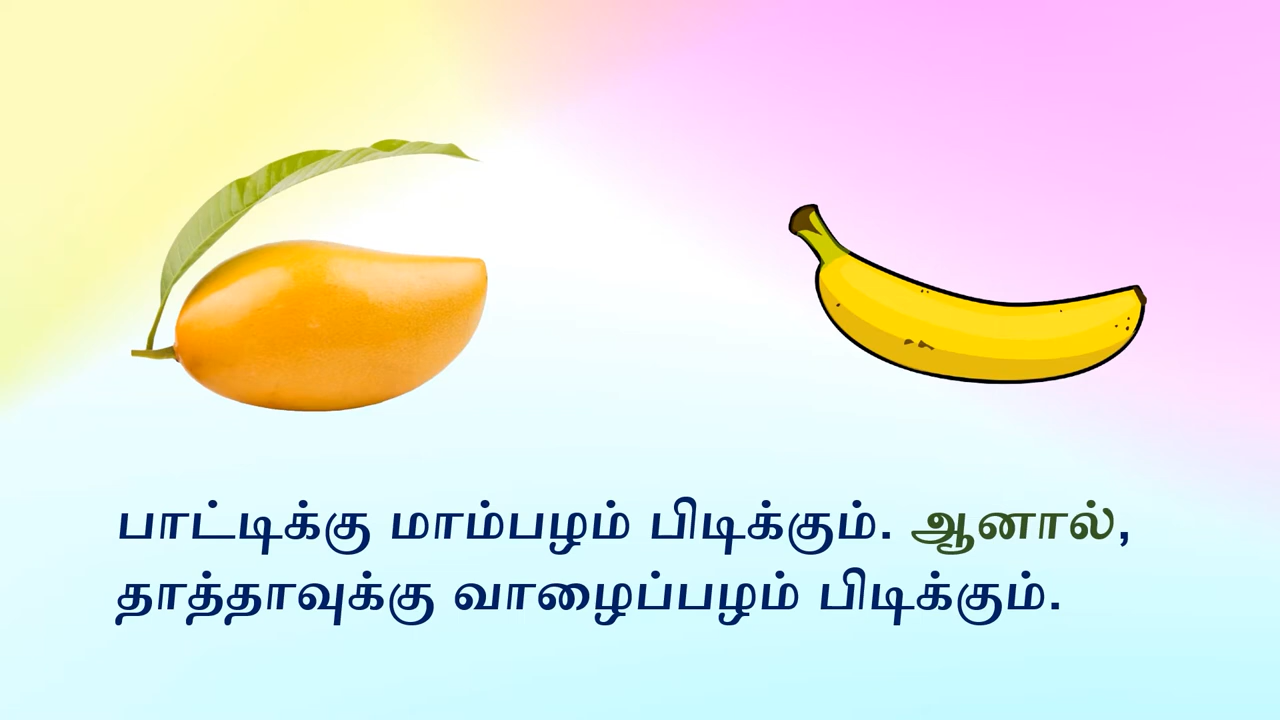 பாட்டிக்கு மாம்பழம் பிடிக்கும். ஆனால்,
தாத்தாவுக்கு வாழைப்பழம் பிடிக்கும்.